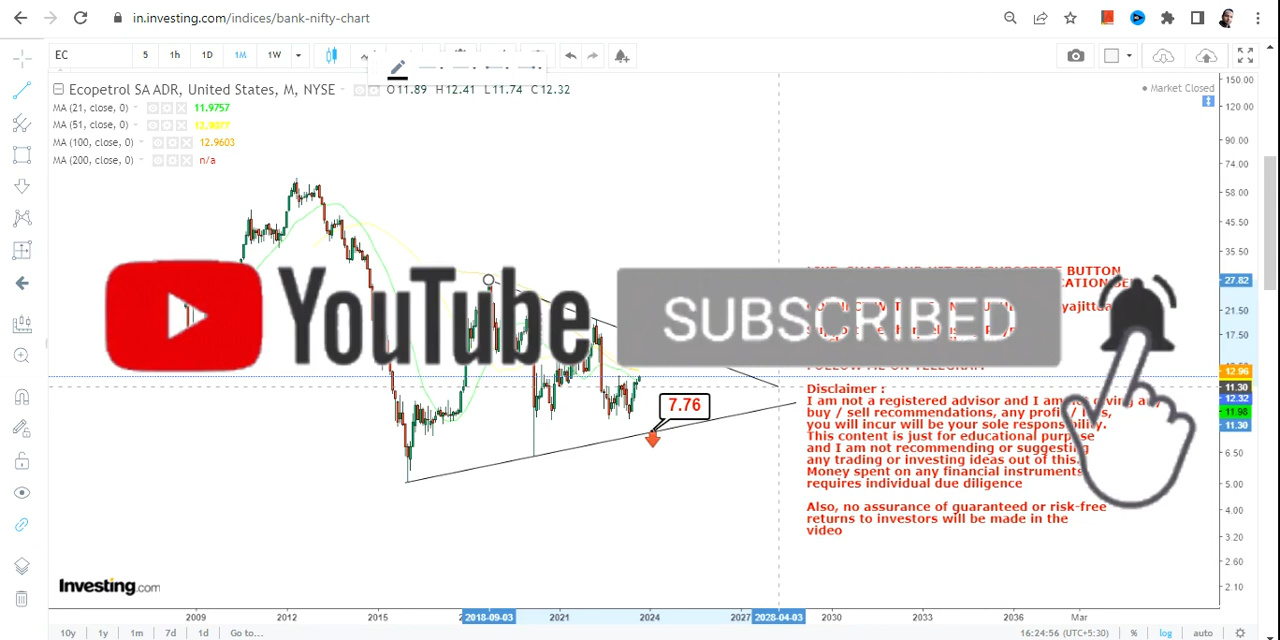 in.investing.com/indices/bank-nifty-chart
EC 5 1h 1D 1M 1W
Ecopetrol SA ADR, United States, M, NYSE O11.89 H12.41 L11.74 C12.32
Market Closed
MA (21, close, 0) 11.9757
MA (51, close, 0)
MA (100, close, 0) 12.9603
MA (200, close, 0) n/a
150.00
120.00
90.00
74.00
58.00
45.50
35.50
27.82
21.50
17.50
12.96
11.30
12.32
11.98
11.30
6.50
5.00
4.00
3.20
2.60
2.10
YouTube
SUBSCRIBED
7.76
Disclaimer :
I am not a registered advisor and I am giving any
buy / sell recommendations, any profit / loss,
you will incur will be your sole responsibility.
This content is just for educational purpose
and I am not recommending or suggesting
any trading or investing ideas out of this.
Money spent on any financial instruments
requires individual due diligence
Also, no assurance of guaranteed or risk-free
returns to investors will be made in the
video
Investing.com
2009 2012 2015 2018-09-03 2021 2024 2027 2028-04-03 2030 2033 2036 Mar
10y 1y 1m 7d 1d Go to... 16:24:56 (UTC+5:30) % log auto